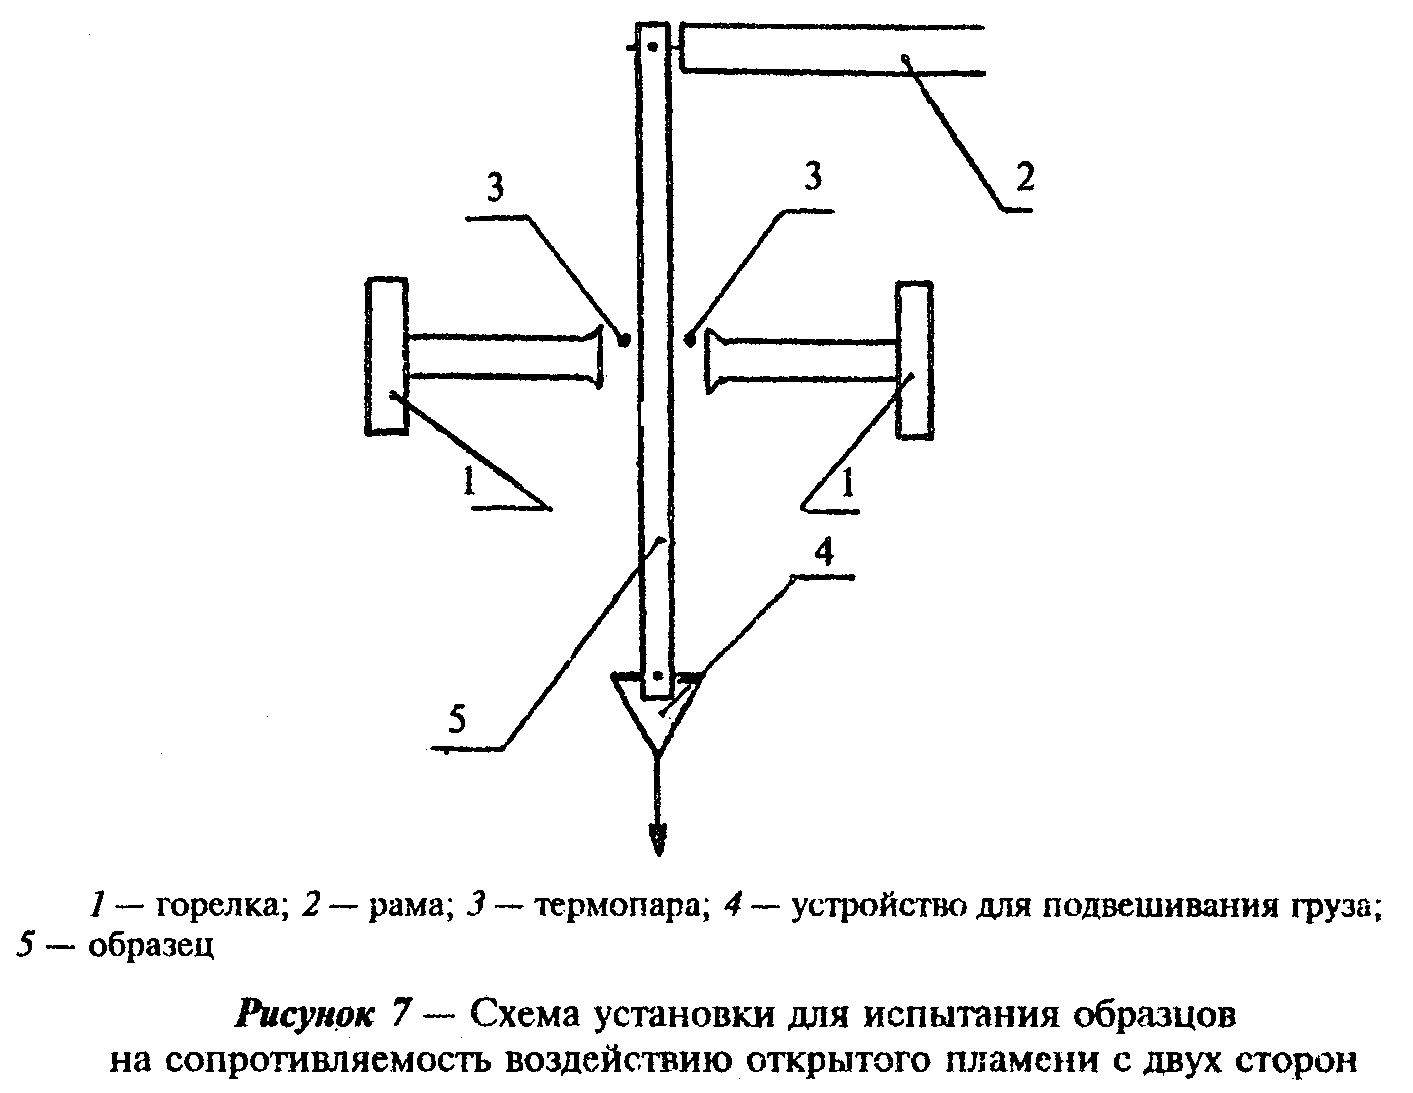 2
3
3
1
1
4
5
1 — горелка; 2 — рама; 3 — термопара; 4 — устройство для подвешивания груза;
5 — образец
Рисунок 7 — Схема установки для испытания образцов
на сопротивляемость воздействию открытого пламени с двух сторон